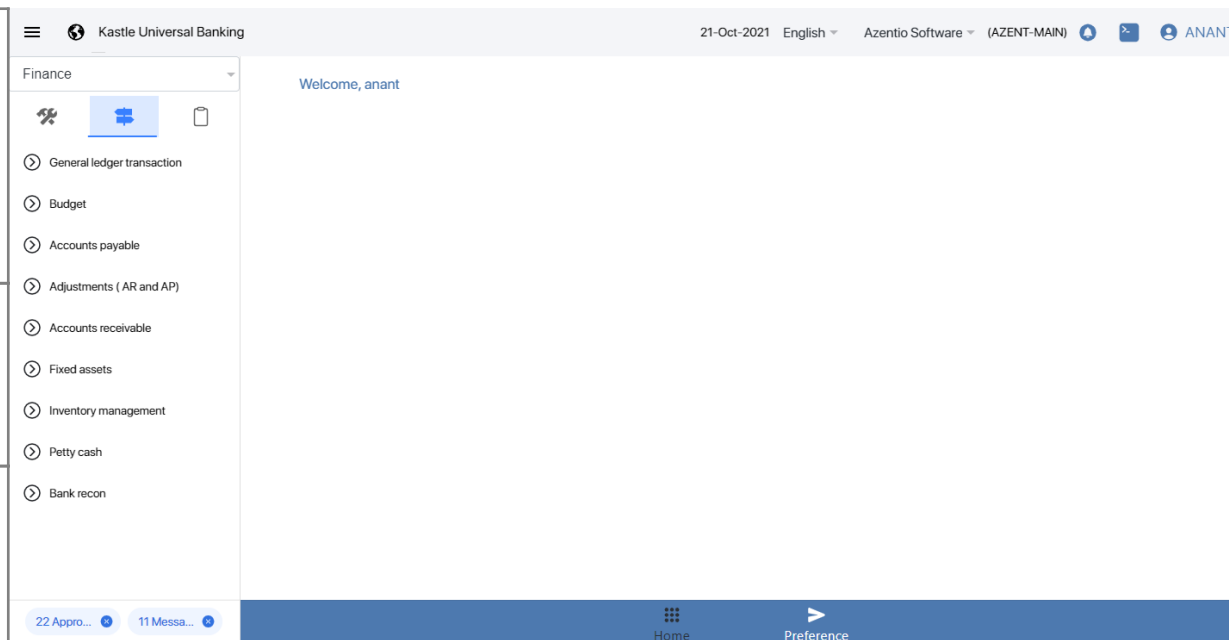 Kastle Universal Banking
21-Oct-2021 English Azentio Software (AZENT-MAIN) ANANT
Finance
Welcome, anant
General ledger transaction
Budget
Accounts payable
Adjustments ( AR and AP)
Accounts receivable
Fixed assets
Inventory management
Petty cash
Bank recon
22 Appro... 11 Messa...
Home Preference